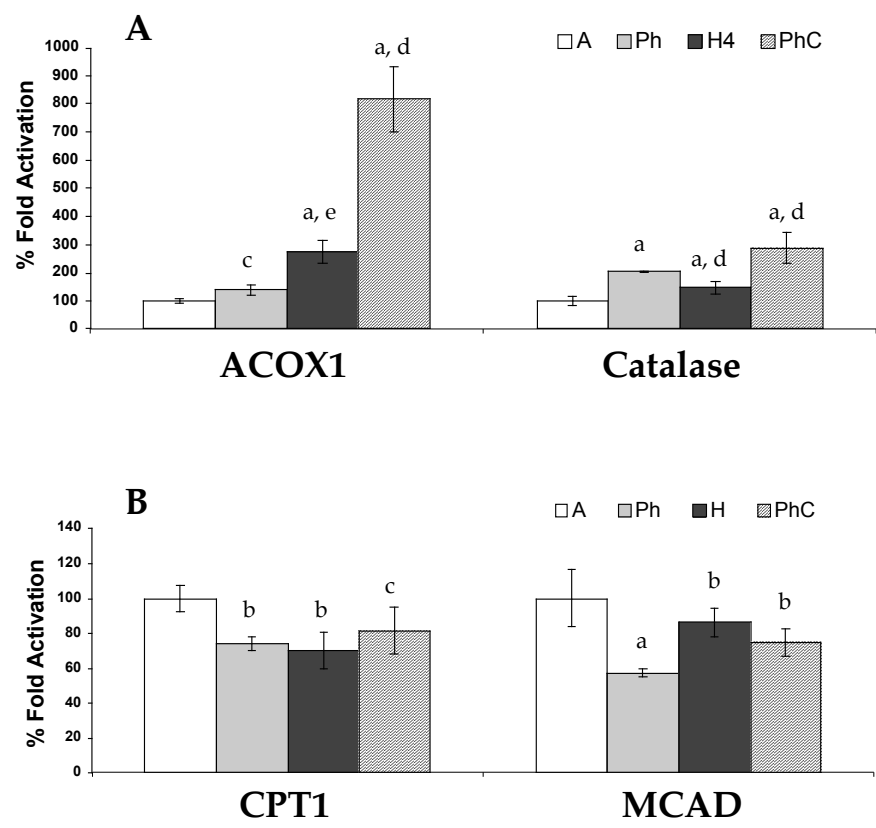 A
A Ph H4 PhC
% Fold Activation
1000
900
800
700
600
500
400
300
200
100
0
c
a, e
a, d
a
a, d
a, d
ACOX1 Catalase
B
A Ph H PhC
% Fold Activation
140
120
100
80
60
40
20
0
b
b
c
a
b
b
CPT1 MCAD